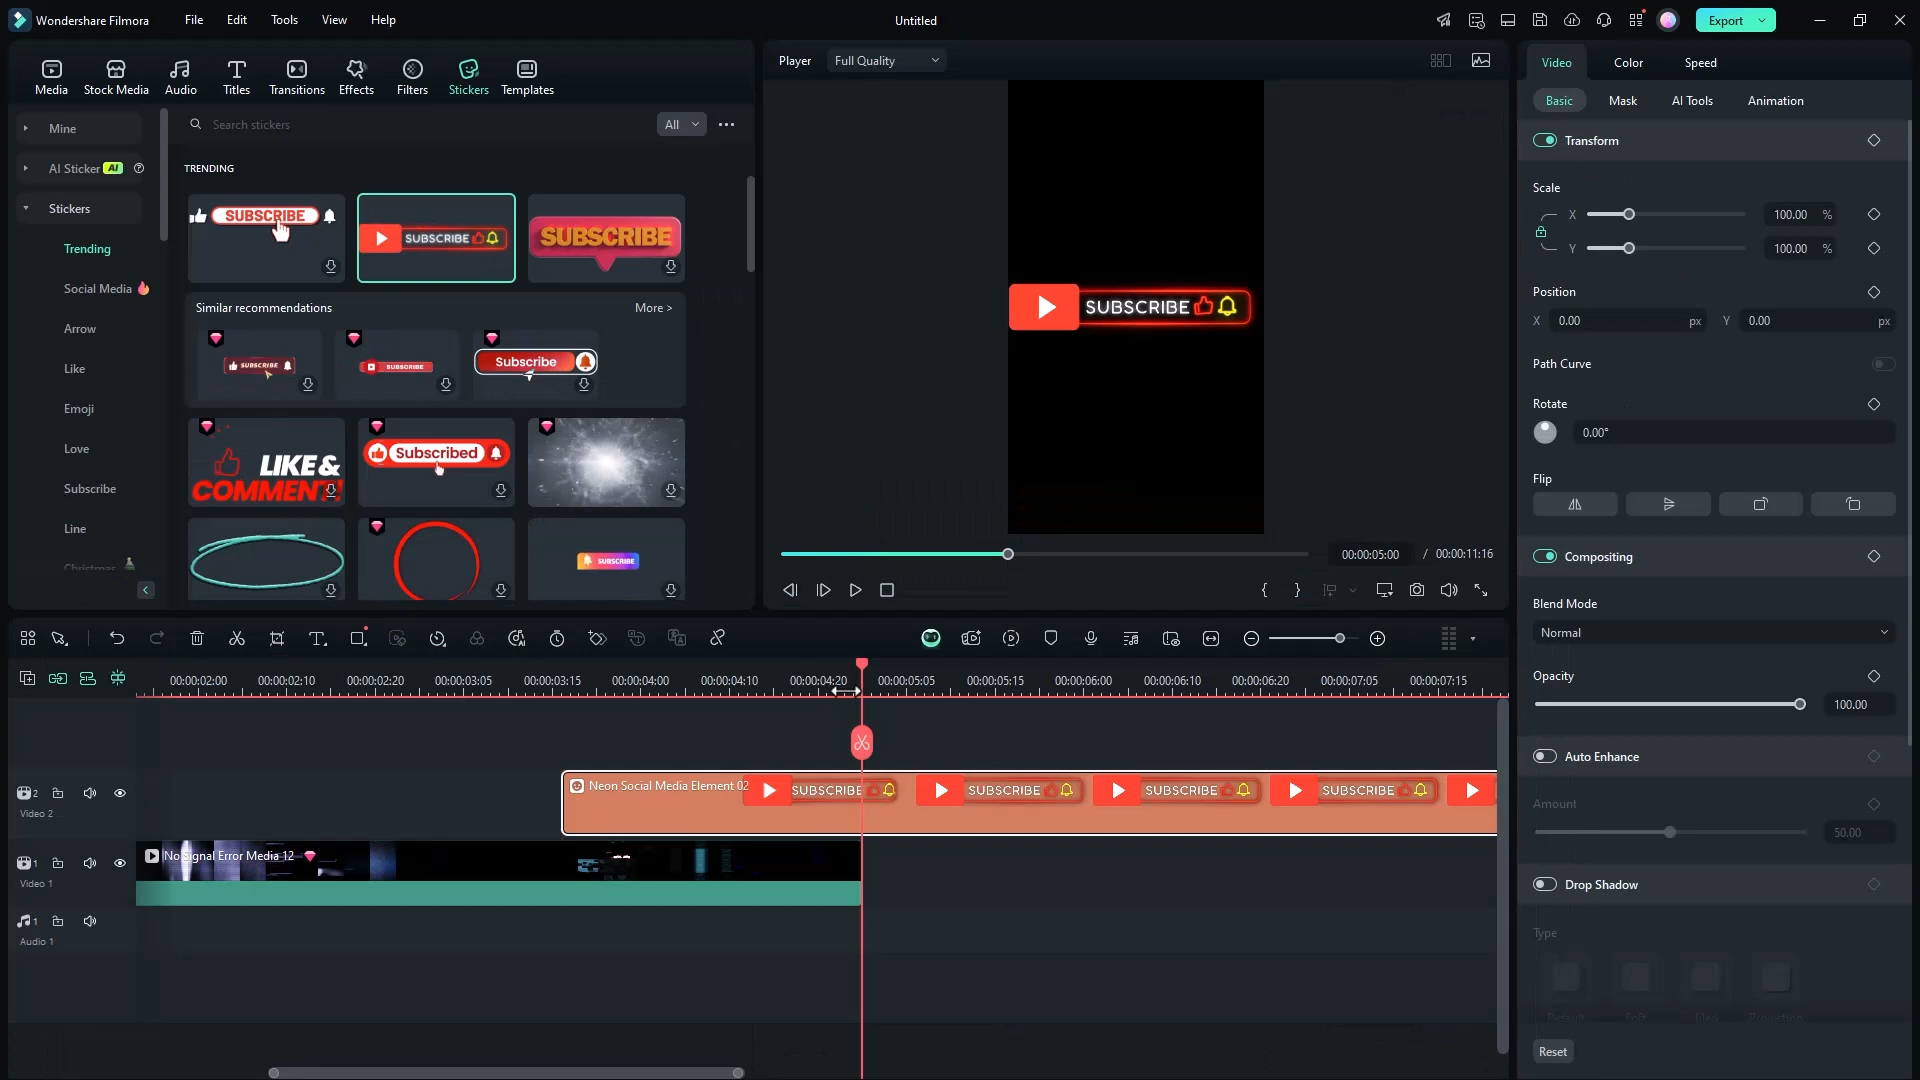 Wondershare Filmora
File
Edit
Tools
View
Help
Untitled
Export
Media
Stock Media
Audio
Titles
Transitions
Effects
Filters
Stickers
Templates
Player
Full Quality
Video
Color
Speed
Basic
Mask
AI Tools
Animation
Mine
AI Sticker AI
Stickers
Trending
Social Media
Arrow
Like
Emoji
Love
Subscribe
Line
Christmas
Search stickers
All
TRENDING
SUBSCRIBE
SUBSCRIBE
SUBSCRIBE
Similar recommendations
More >
SUBSCRIBE
SUBSCRIBE
Subscribe
LIKE &
COMMENT!
Subscribed
SUBSCRIBE
SUBSCRIBE
00:00:05:00 / 00:00:11:16
Transform
Scale
X 100.00 %
Y 100.00 %
Position
X 0.00 px Y 0.00 px
Path Curve
Rotate
0.00°
Flip
Compositing
Blend Mode
Normal
Opacity
100.00
Auto Enhance
Amount
50.00
Drop Shadow
Type
Default
Reset
00:00:02:00 00:00:02:10 00:00:02:20 00:00:03:05 00:00:03:15 00:00:04:00 00:00:04:10 00:00:04:20 00:00:05:05 00:00:05:15 00:00:06:00 00:00:06:10 00:00:06:20 00:00:07:05 00:00:07:15
2
Video 2
Neon Social Media Element 02
SUBSCRIBE SUBSCRIBE SUBSCRIBE SUBSCRIBE
1
Video 1
No Signal Error Media 12
1
Audio 1